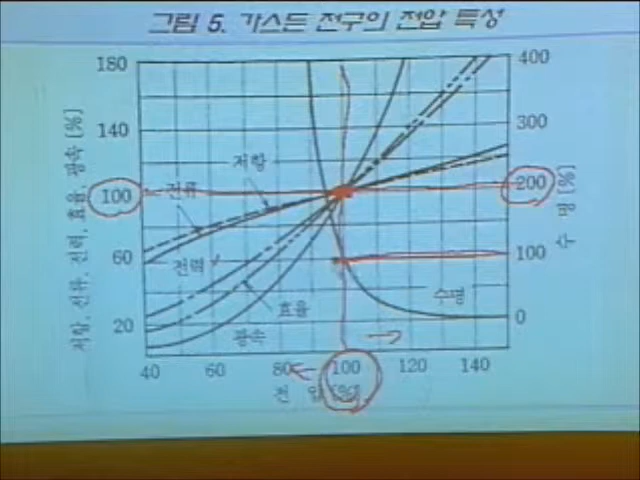 그림 5. 가스든 전구의 전압 특성
180
140
100
60
20
저항, 전류, 전력, 효율, 광속 [%]
400
300
200
100
0
수 명 [%]
저항
전류
전력
효율
광속
수명
40
60
80
100
120
140
전 압 [%]